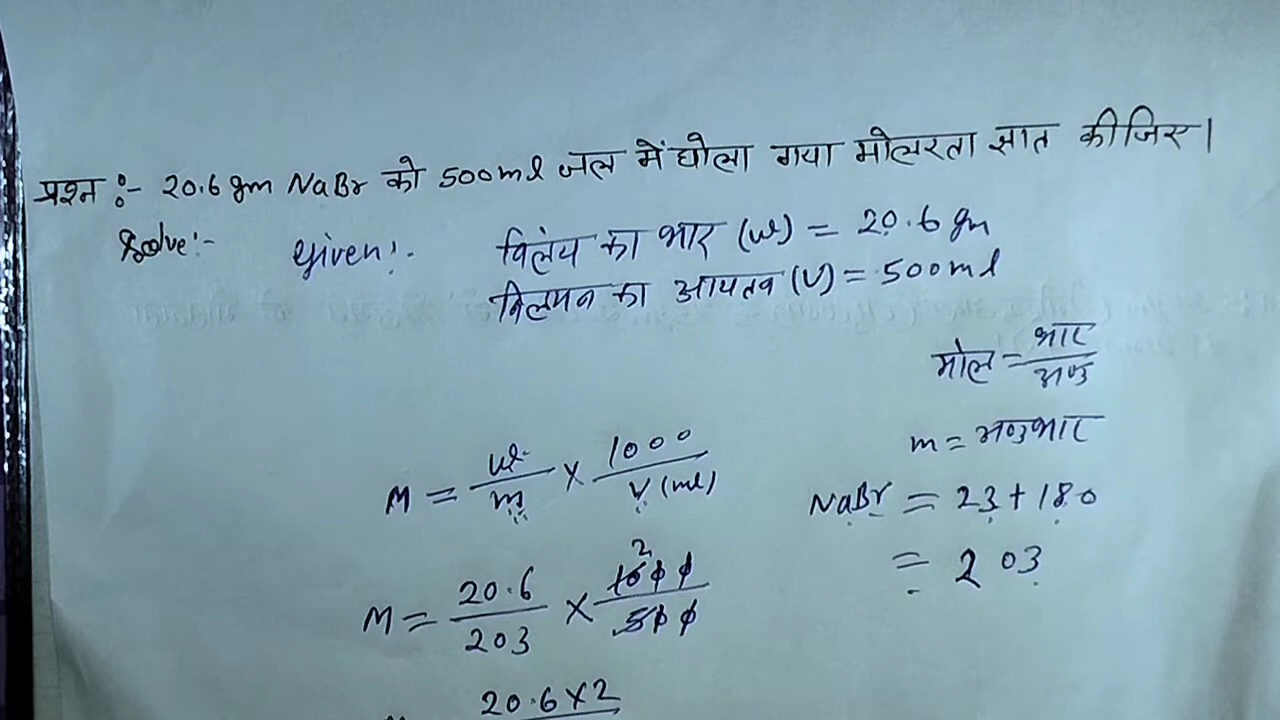 प्रश्न :- 20.6 gm NaBr को 500ml जल में घोला गया मोलरता ज्ञात कीजिए।
Solve:- Given:- विलेय का भार (w) = 20.6 gm
विलयन का आयतन (V) = 500ml
मोल = भार / अणु
m = अणुभार
M = w / m × 1000 / V (ml)
NaBr = 23 + 180
= 203
M = 20.6 / 203 × 1000 / 500 2
20.6 × 2